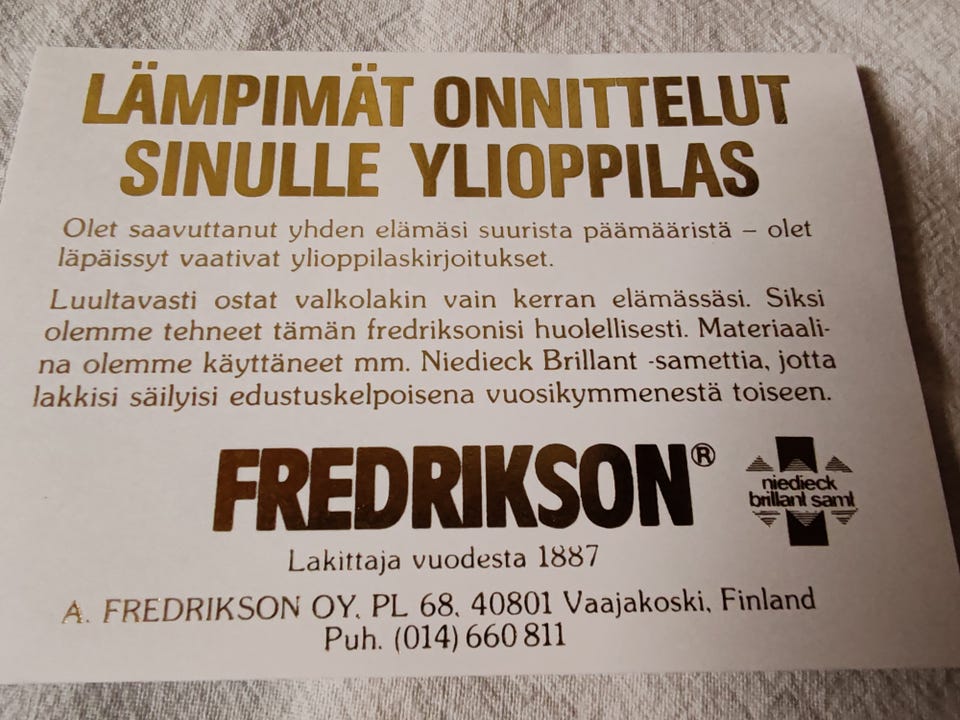 LÄMPIMÄT ONNITTELUT
SINULLE YLIOPPILAS
Olet saavuttanut yhden elämäsi suurista päämääristä – olet
läpäissyt vaativat ylioppilaskirjoitukset.
Luultavasti ostat valkolakin vain kerran elämässäsi. Siksi
olemme tehneet tämän fredriksonisi huolellisesti. Materiaali-
na olemme käyttäneet mm. Niedieck Brillant -samettia, jotta
lakkisi säilyisi edustuskelpoisena vuosikymmenestä toiseen.
FREDRIKSON®
niedieck
brillant samt
Lakittaja vuodesta 1887
A. FREDRIKSON OY, PL 68, 40801 Vaajakoski, Finland
Puh. (014) 660 811